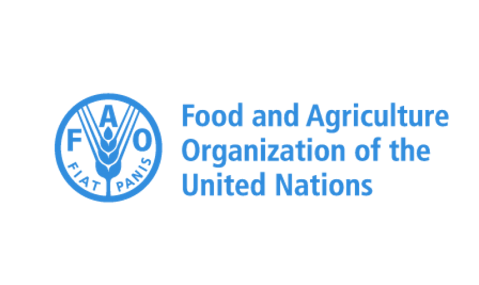 F A O
FIAT PANIS
Food and Agriculture
Organization of the
United Nations